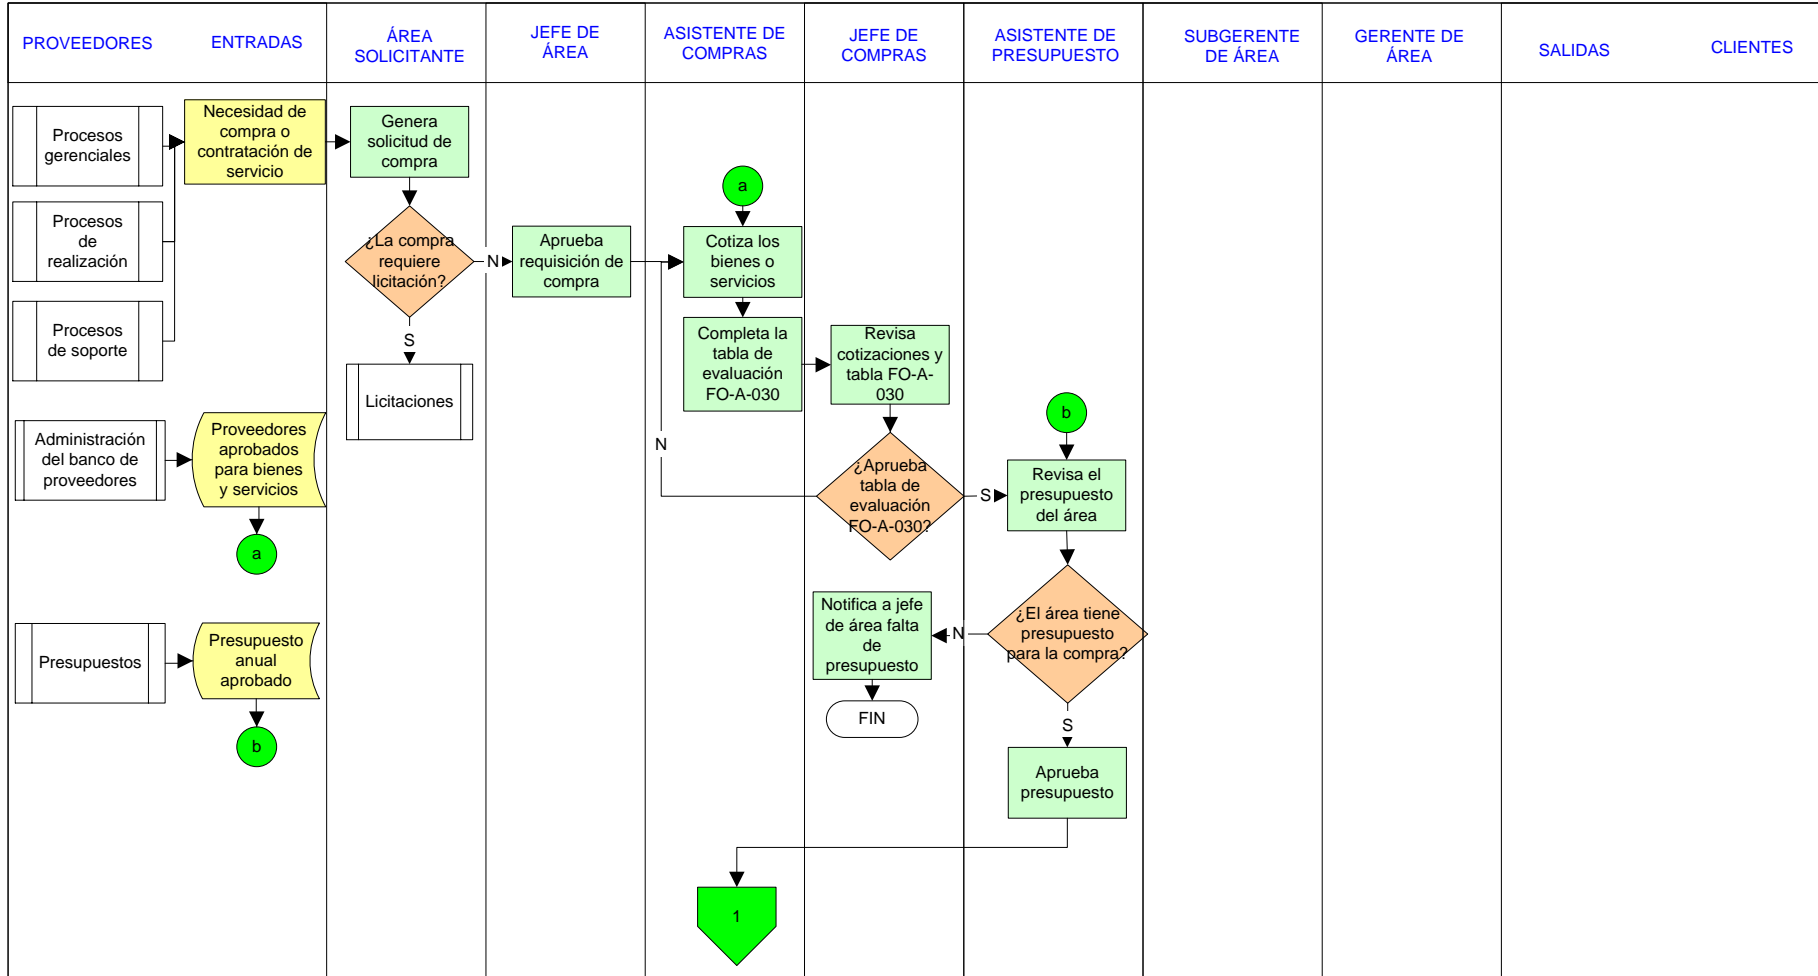 PROVEEDORES
ENTRADAS
ÁREA
SOLICITANTE
JEFE DE
ÁREA
ASISTENTE DE
COMPRAS
JEFE DE
COMPRAS
ASISTENTE DE
PRESUPUESTO
SUBGERENTE
DE ÁREA
GERENTE DE
ÁREA
SALIDAS
CLIENTES
Procesos
gerenciales
Necesidad de
compra o
contratación de
servicio
Genera
solicitud de
compra
a
Procesos
de
realización
¿La compra
requiere
licitación?
N
Aprueba
requisición de
compra
Cotiza los
bienes o
servicios
Procesos
de soporte
S
Completa la
tabla de
evaluación
FO-A-030
Revisa
cotizaciones y
tabla FO-A-
030
Licitaciones
b
Administración
del banco de
proveedores
Proveedores
aprobados
para bienes
y servicios
N
¿Aprueba
tabla de
evaluación
FO-A-030?
S
Revisa el
presupuesto
del área
a
Presupuestos
Presupuesto
anual
aprobado
Notifica a jefe
de área falta
de
presupuesto
N
¿El área tiene
presupuesto
para la compra?
FIN
S
b
Aprueba
presupuesto
1